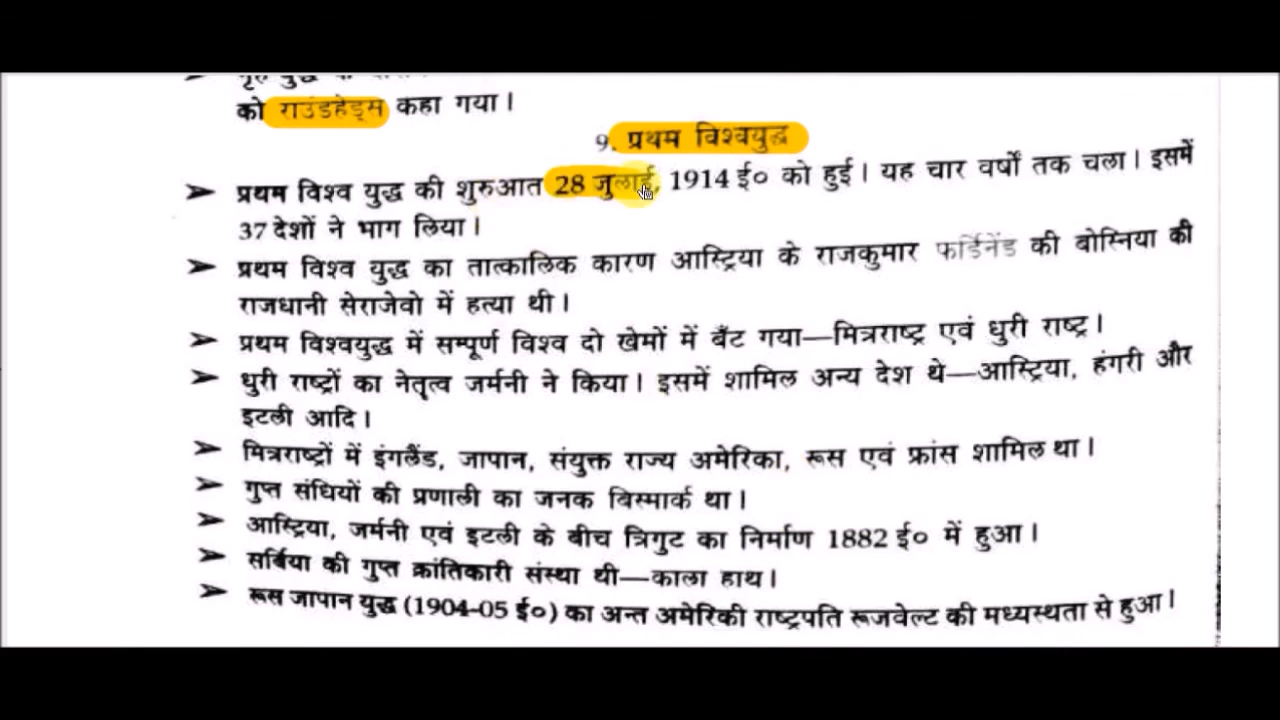 को राउंडहेड्स कहा गया।
9. प्रथम विश्वयुद्ध
➤ प्रथम विश्व युद्ध की शुरुआत 28 जुलाई, 1914 ई० को हुई। यह चार वर्षों तक चला। इसमें
37 देशों ने भाग लिया।
➤ प्रथम विश्व युद्ध का तात्कालिक कारण आस्ट्रिया के राजकुमार फर्डिनेंड की बोस्निया की
राजधानी सेराजेवो में हत्या थी।
➤ प्रथम विश्वयुद्ध में सम्पूर्ण विश्व दो खेमों में बँट गया—मित्रराष्ट्र एवं धुरी राष्ट्र।
➤ धुरी राष्ट्रों का नेतृत्व जर्मनी ने किया। इसमें शामिल अन्य देश थे—आस्ट्रिया, हंगरी और
इटली आदि।
➤ मित्रराष्ट्रों में इंगलैंड, जापान, संयुक्त राज्य अमेरिका, रूस एवं फ्रांस शामिल था।
➤ गुप्त संधियों की प्रणाली का जनक बिस्मार्क था।
➤ आस्ट्रिया, जर्मनी एवं इटली के बीच त्रिगुट का निर्माण 1882 ई० में हुआ।
➤ सर्बिया की गुप्त क्रांतिकारी संस्था थी—काला हाथ।
➤ रूस जापान युद्ध (1904-05 ई०) का अन्त अमेरिकी राष्ट्रपति रूजवेल्ट की मध्यस्थता से हुआ।